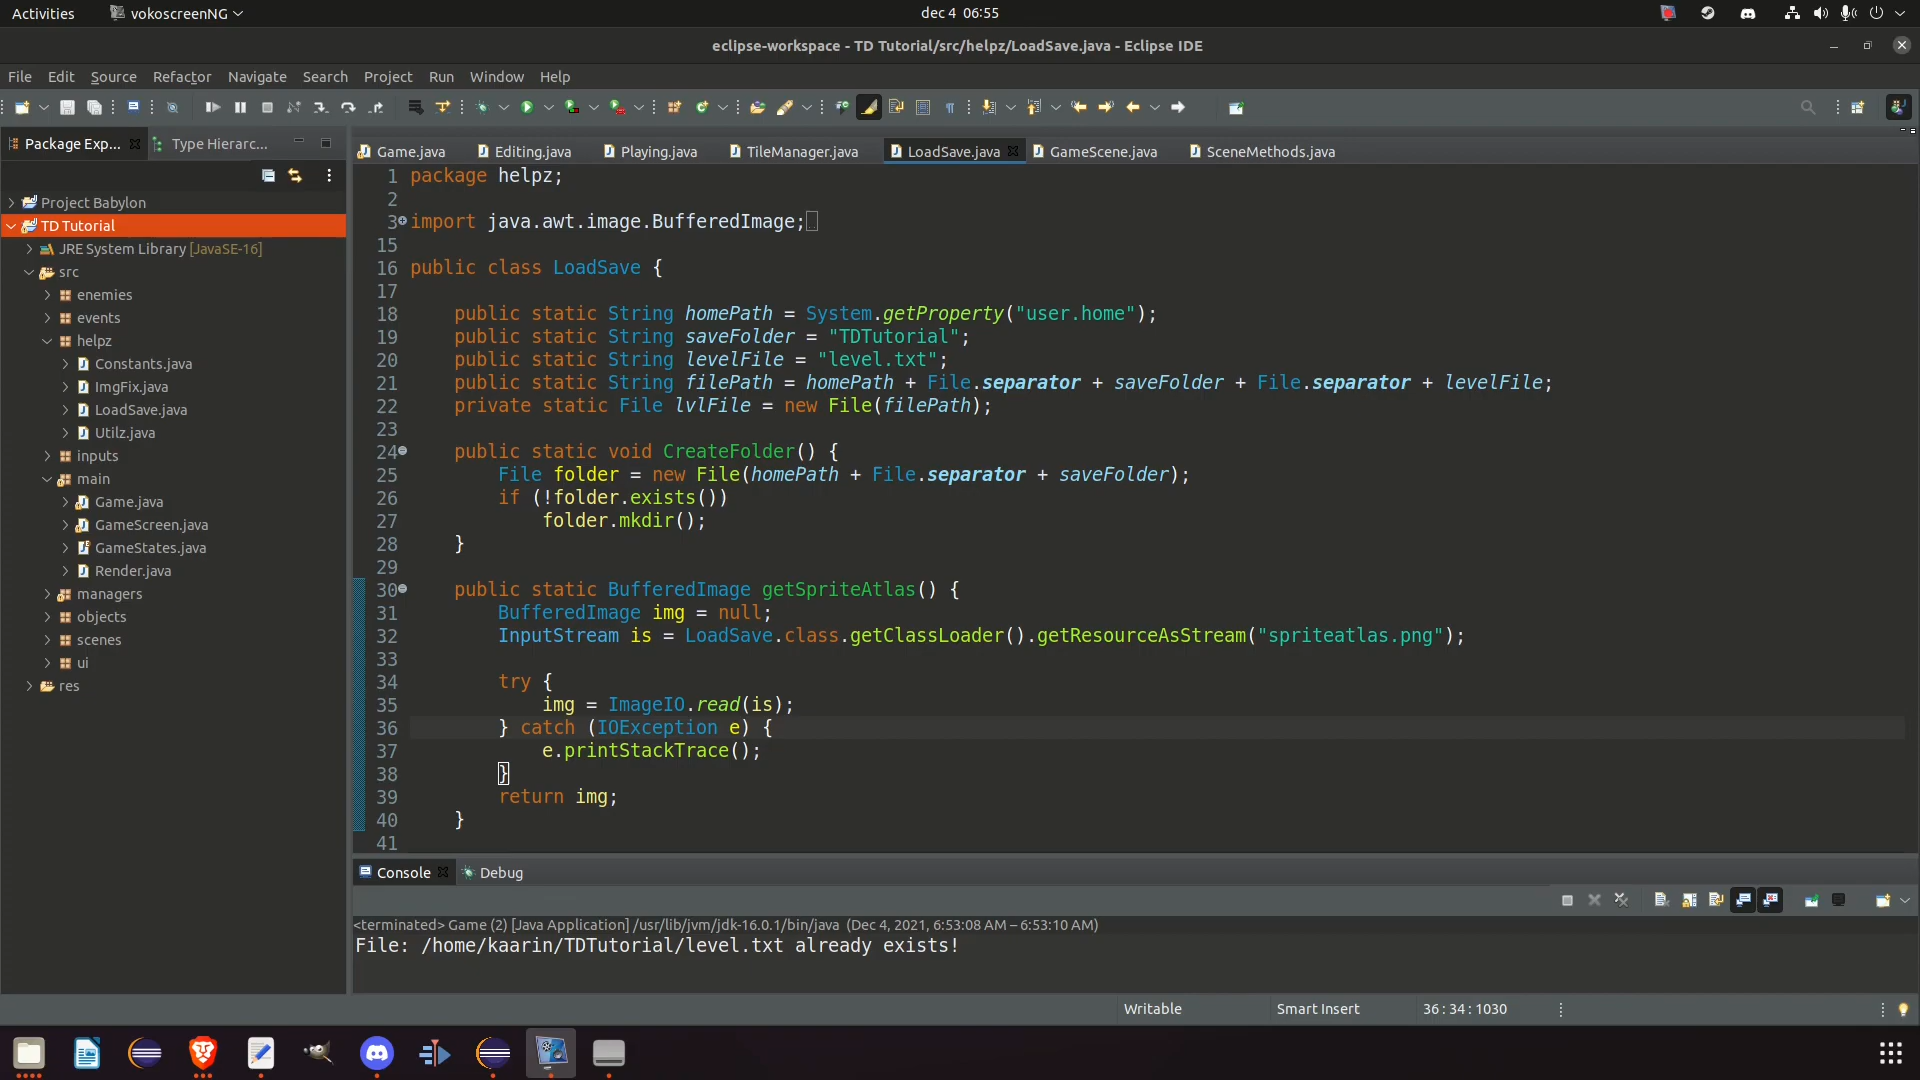 Activities vokoscreenNG dec 4 06:55
eclipse-workspace - TD Tutorial/src/helpz/LoadSave.java - Eclipse IDE
File Edit Source Refactor Navigate Search Project Run Window Help
Package Exp... Type Hierarc...
Project Babylon
TD Tutorial
JRE System Library [JavaSE-16]
src
enemies
events
helpz
Constants.java
ImgFix.java
LoadSave.java
Utilz.java
inputs
main
Game.java
GameScreen.java
GameStates.java
Render.java
managers
objects
scenes
ui
res
Game.java Editing.java Playing.java TileManager.java LoadSave.java GameScene.java SceneMethods.java
1 package helpz;
2
3 import java.awt.image.BufferedImage;
15
16 public class LoadSave {
17
18 public static String homePath = System.getProperty("user.home");
19 public static String saveFolder = "TDTutorial";
20 public static String levelFile = "level.txt";
21 public static String filePath = homePath + File.separator + saveFolder + File.separator + levelFile;
22 private static File lvlFile = new File(filePath);
23
24 public static void CreateFolder() {
25 File folder = new File(homePath + File.separator + saveFolder);
26 if (!folder.exists())
27 folder.mkdir();
28 }
29
30 public static BufferedImage getSpriteAtlas() {
31 BufferedImage img = null;
32 InputStream is = LoadSave.class.getClassLoader().getResourceAsStream("spriteatlas.png");
33
34 try {
35 img = ImageIO.read(is);
36 } catch (IOException e) {
37 e.printStackTrace();
38 }
39 return img;
40 }
41
Console Debug
<terminated> Game (2) [Java Application] /usr/lib/jvm/jdk-16.0.1/bin/java (Dec 4, 2021, 6:53:08 AM – 6:53:10 AM)
File: /home/kaarin/TDTutorial/level.txt already exists!
Writable Smart Insert 36 : 34 : 1030